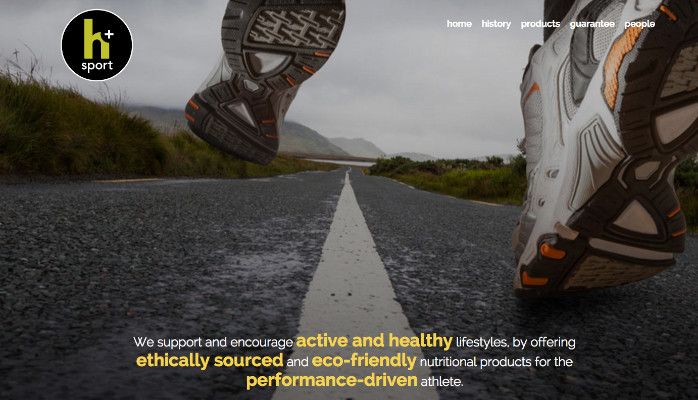 h+
sport
home history products guarantee people
We support and encourage active and healthy lifestyles, by offering
ethically sourced and eco-friendly nutritional products for the
performance-driven athlete.